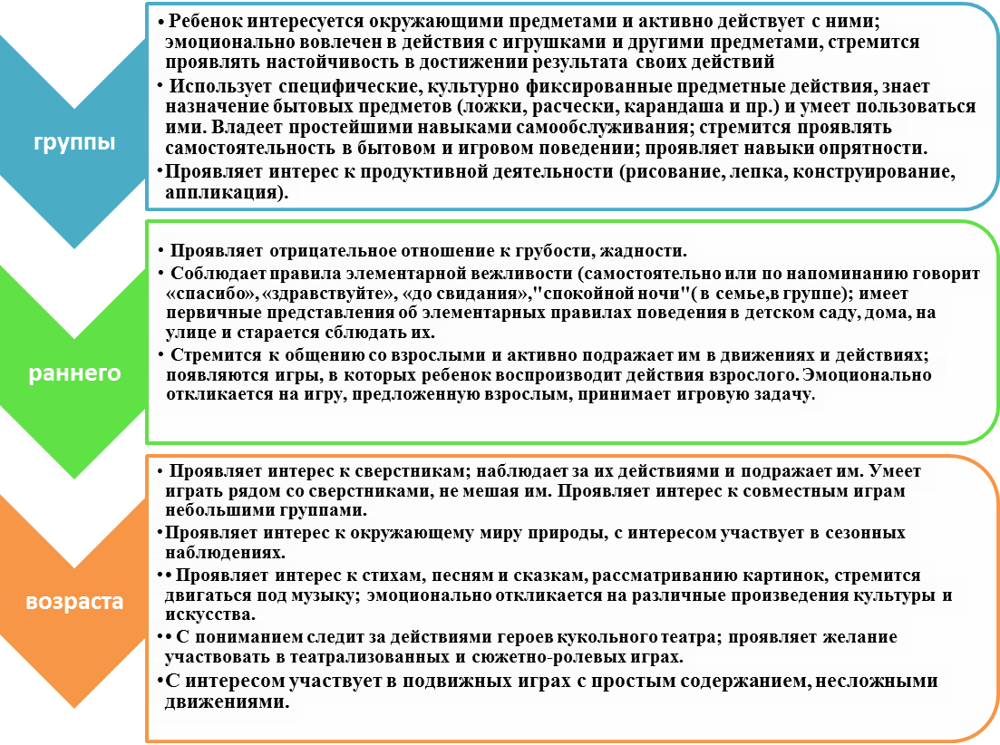 группы
• Ребенок интересуется окружающими предметами и активно действует с ними;
эмоционально вовлечен в действия с игрушками и другими предметами, стремится
проявлять настойчивость в достижении результата своих действий
• Использует специфические, культурно фиксированные предметные действия, знает
назначение бытовых предметов (ложки, расчески, карандаша и пр.) и умеет пользоваться
ими. Владеет простейшими навыками самообслуживания; стремится проявлять
самостоятельность в бытовом и игровом поведении; проявляет навыки опрятности.
•Проявляет интерес к продуктивной деятельности (рисование, лепка, конструирование,
аппликация).
раннего
• Проявляет отрицательное отношение к грубости, жадности.
• Соблюдает правила элементарной вежливости (самостоятельно или по напоминанию говорит
«спасибо», «здравствуйте», «до свидания»,"спокойной ночи"( в семье,в группе); имеет
первичные представления об элементарных правилах поведения в детском саду, дома, на
улице и старается сблюдать их.
• Стремится к общению со взрослыми и активно подражает им в движениях и действиях;
появляются игры, в которых ребенок воспроизводит действия взрослого. Эмоционально
откликается на игру, предложенную взрослым, принимает игровую задачу.
возраста
• Проявляет интерес к сверстникам; наблюдает за их действиями и подражает им. Умеет
играть рядом со сверстниками, не мешая им. Проявляет интерес к совместным играм
небольшими группами.
•Проявляет интерес к окружающему миру природы, с интересом участвует в сезонных
наблюдениях.
•• Проявляет интерес к стихам, песням и сказкам, рассматриванию картинок, стремится
двигаться под музыку; эмоционально откликается на различные произведения культуры и
искусства.
•• С пониманием следит за действиями героев кукольного театра; проявляет желание
участвовать в театрализованных и сюжетно-ролевых играх.
•С интересом участвует в подвижных играх с простым содержанием, несложными
движениями.